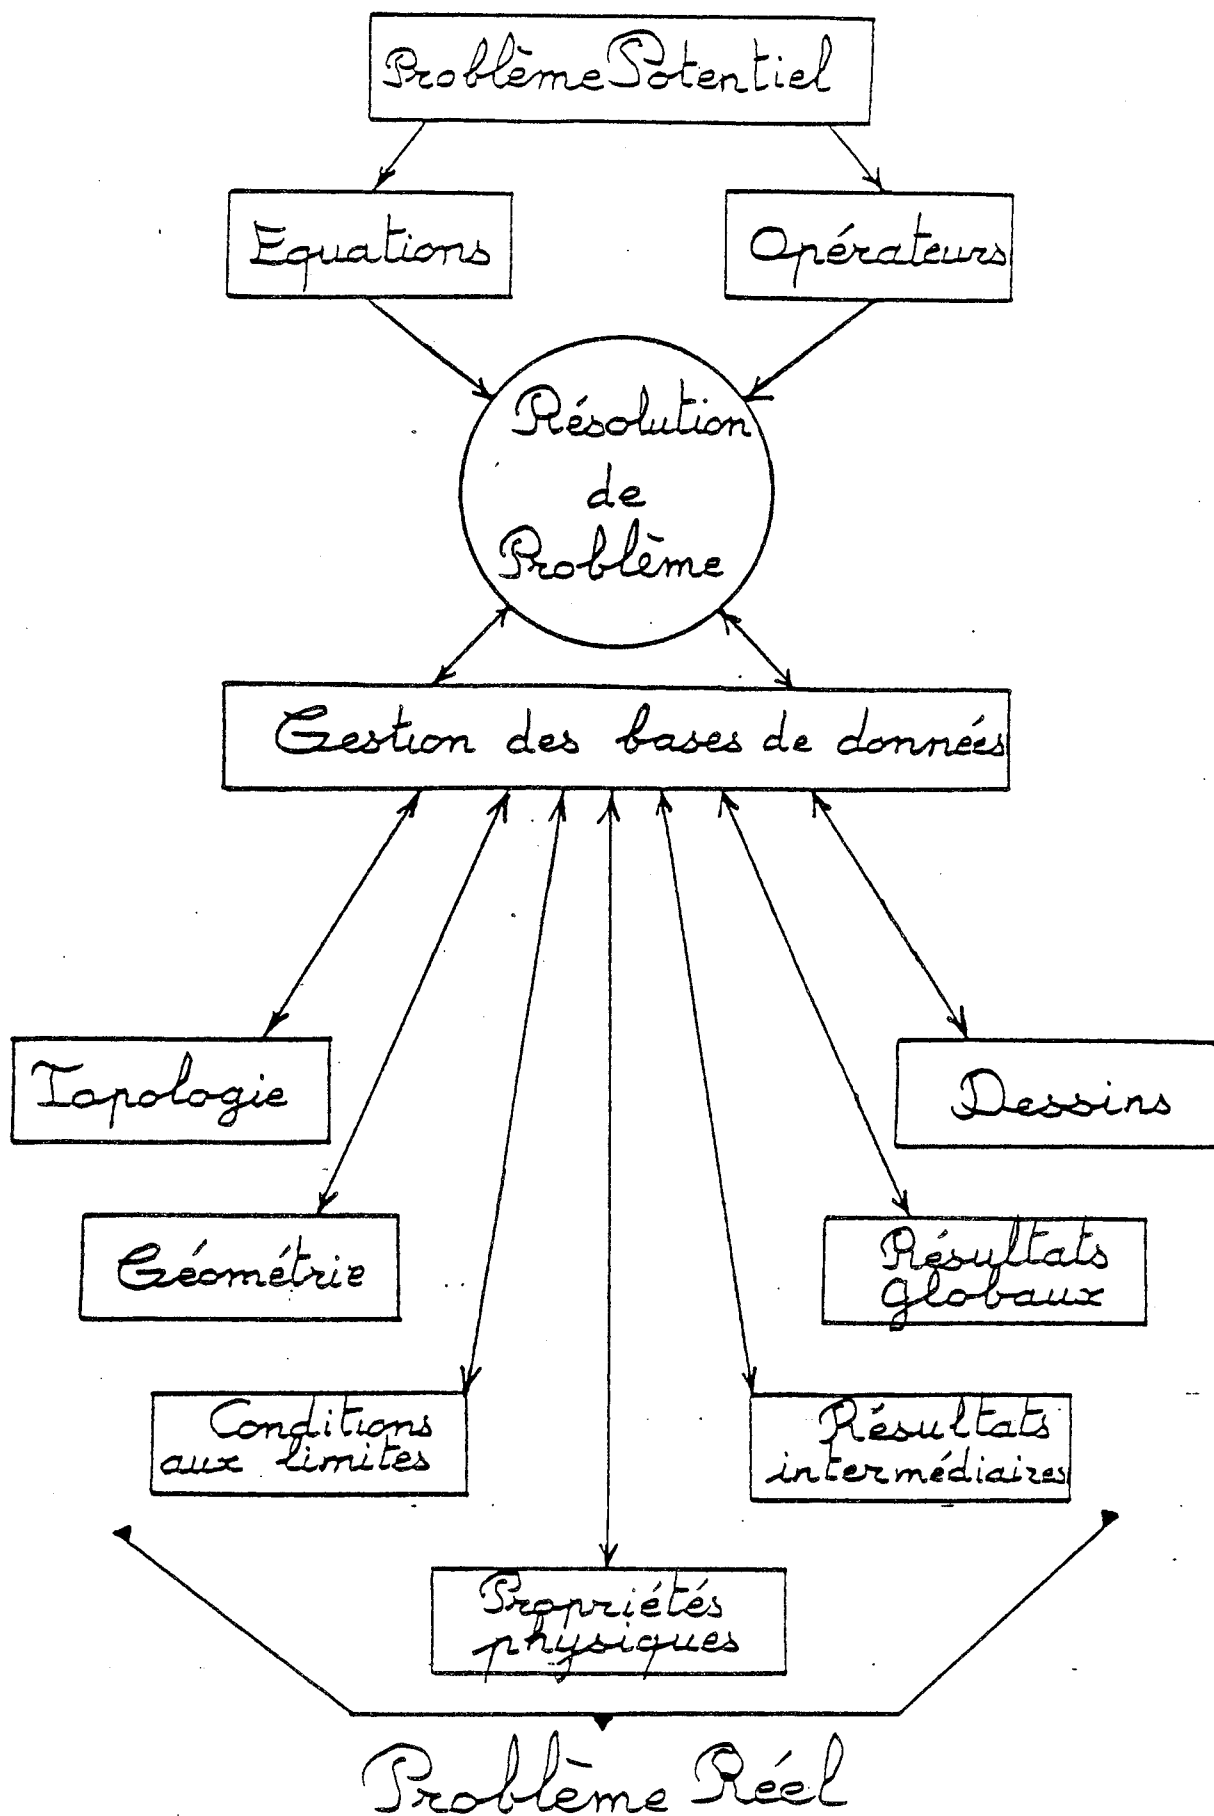 Problème Potentiel
Equations
Opérateurs
Résolution
de
Problème
Gestion des bases de données
Topologie
Dessins
Géométrie
Résultats
Globaux
Conditions
aux limites
Résultats
intermédiaires
Propriétés
physiques
Problème Réel